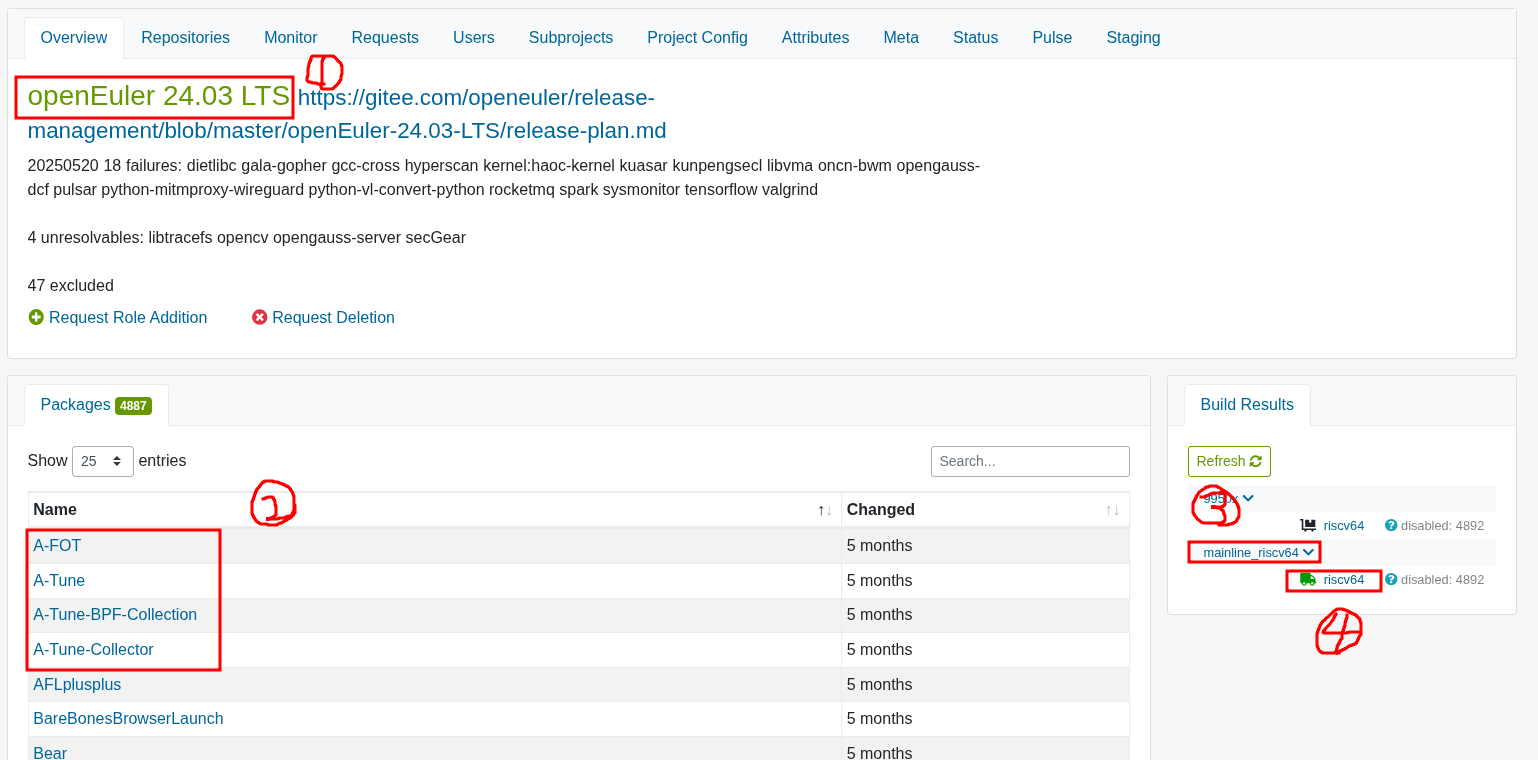 Overview Repositories Monitor Requests Users Subprojects Project Config Attributes Meta Status Pulse Staging
1
openEuler 24.03 LTS https://gitee.com/openeuler/release-
management/blob/master/openEuler-24.03-LTS/release-plan.md
20250520 18 failures: dietlibc gala-gopher gcc-cross hyperscan kernel:haoc-kernel kuasar kunpengsecl libvma oncn-bwm opengauss-
dcf pulsar python-mitmproxy-wireguard python-vl-convert-python rocketmq spark sysmonitor tensorflow valgrind
4 unresolvables: libtracefs opencv opengauss-server secGear
47 excluded
Request Role Addition Request Deletion
Packages 4887
Show 25 entries Search...
2
Name ↑↓ Changed ↑↓
A-FOT 5 months
A-Tune 5 months
A-Tune-BPF-Collection 5 months
A-Tune-Collector 5 months
AFLplusplus 5 months
BareBonesBrowserLaunch 5 months
Bear 5 months
Build Results
Refresh
9950x
3
riscv64 disabled: 4892
mainline_riscv64
riscv64 disabled: 4892
4